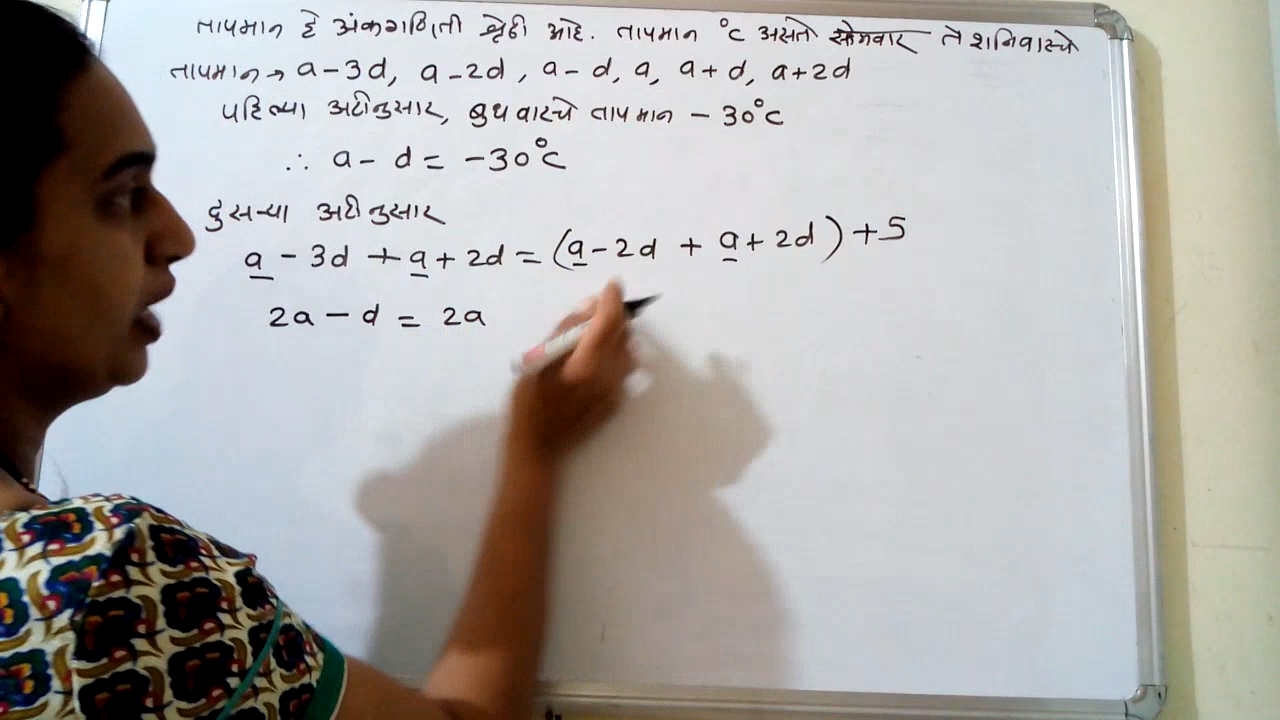 तापमान हे अंकगणिती श्रेढी आहे. तापमान °C असते सोमवार ते शनिवारचे
तापमान → a-3d, a-2d, a-d, a, a+d, a+2d
पहिल्या अटीनुसार, बुधवारचे तापमान -30°C
∴ a-d = -30°C
दुसऱ्या अटीनुसार
a - 3d + a + 2d = (a - 2d + a + 2d) + 5
2a - d = 2a